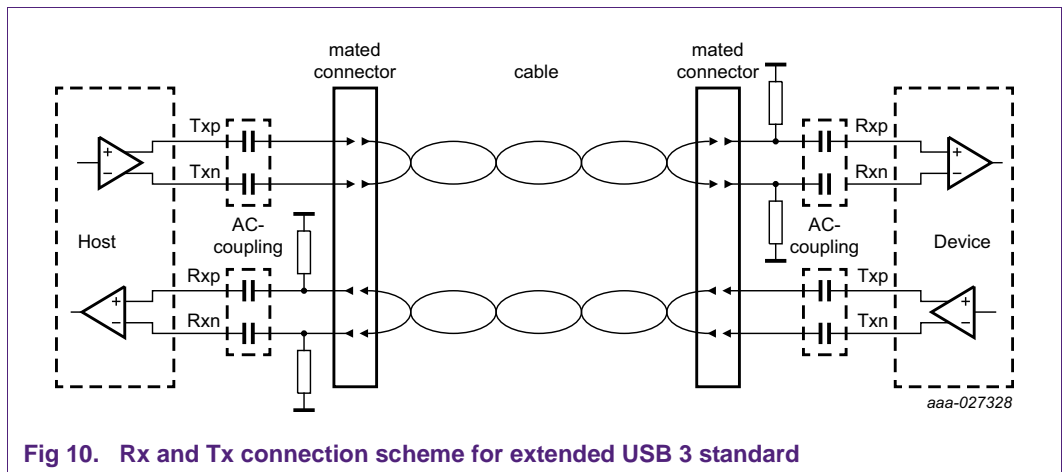 mated
connector
cable
mated
connector
Txp
Txn
Rxp
Rxn
+
−
+
−
AC-
coupling
AC-
coupling
Host
Device
Rxp
Rxn
Txp
Txn
+
−
+
−
aaa-027328
Fig 10. Rx and Tx connection scheme for extended USB 3 standard